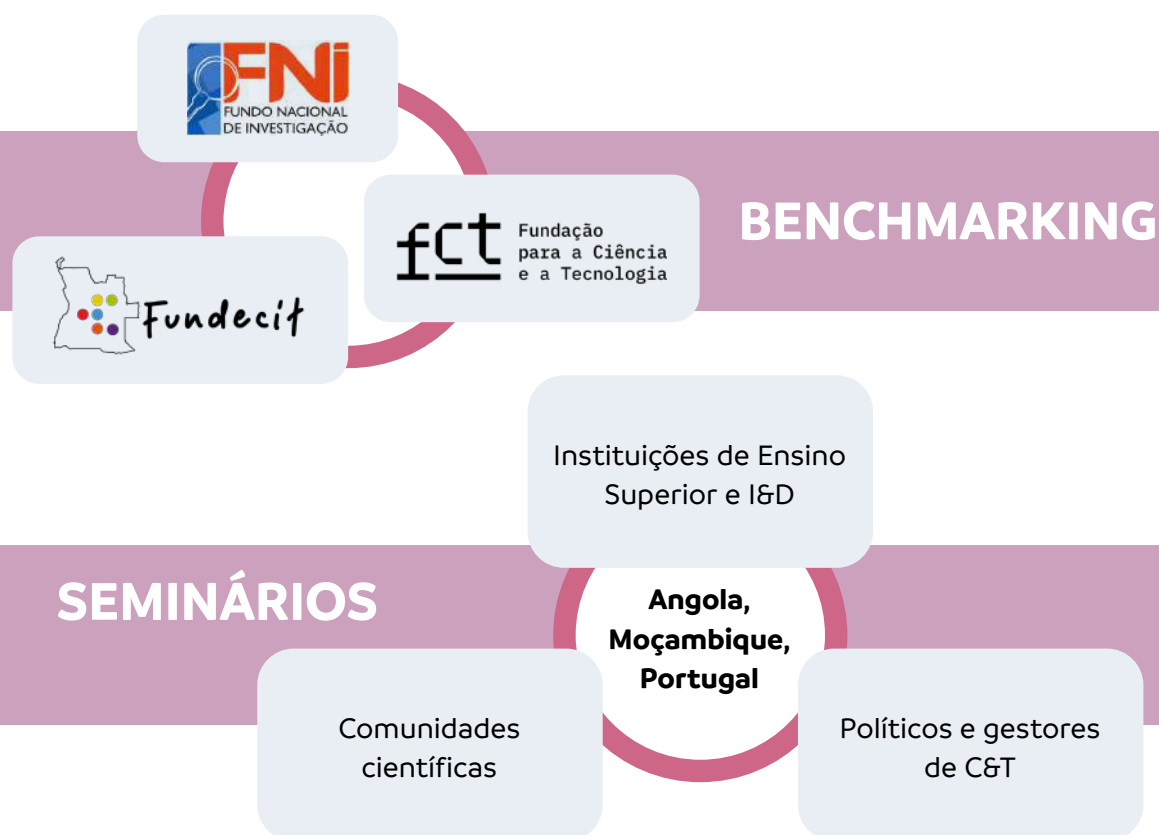 FNi
FUNDO NACIONAL
DE INVESTIGAÇÃO
BENCHMARKING
fct
Fundação
para a Ciência
e a Tecnologia
Fundecit
Instituições de Ensino
Superior e I&D
SEMINÁRIOS
Angola,
Moçambique,
Portugal
Comunidades
científicas
Políticos e gestores
de C&T